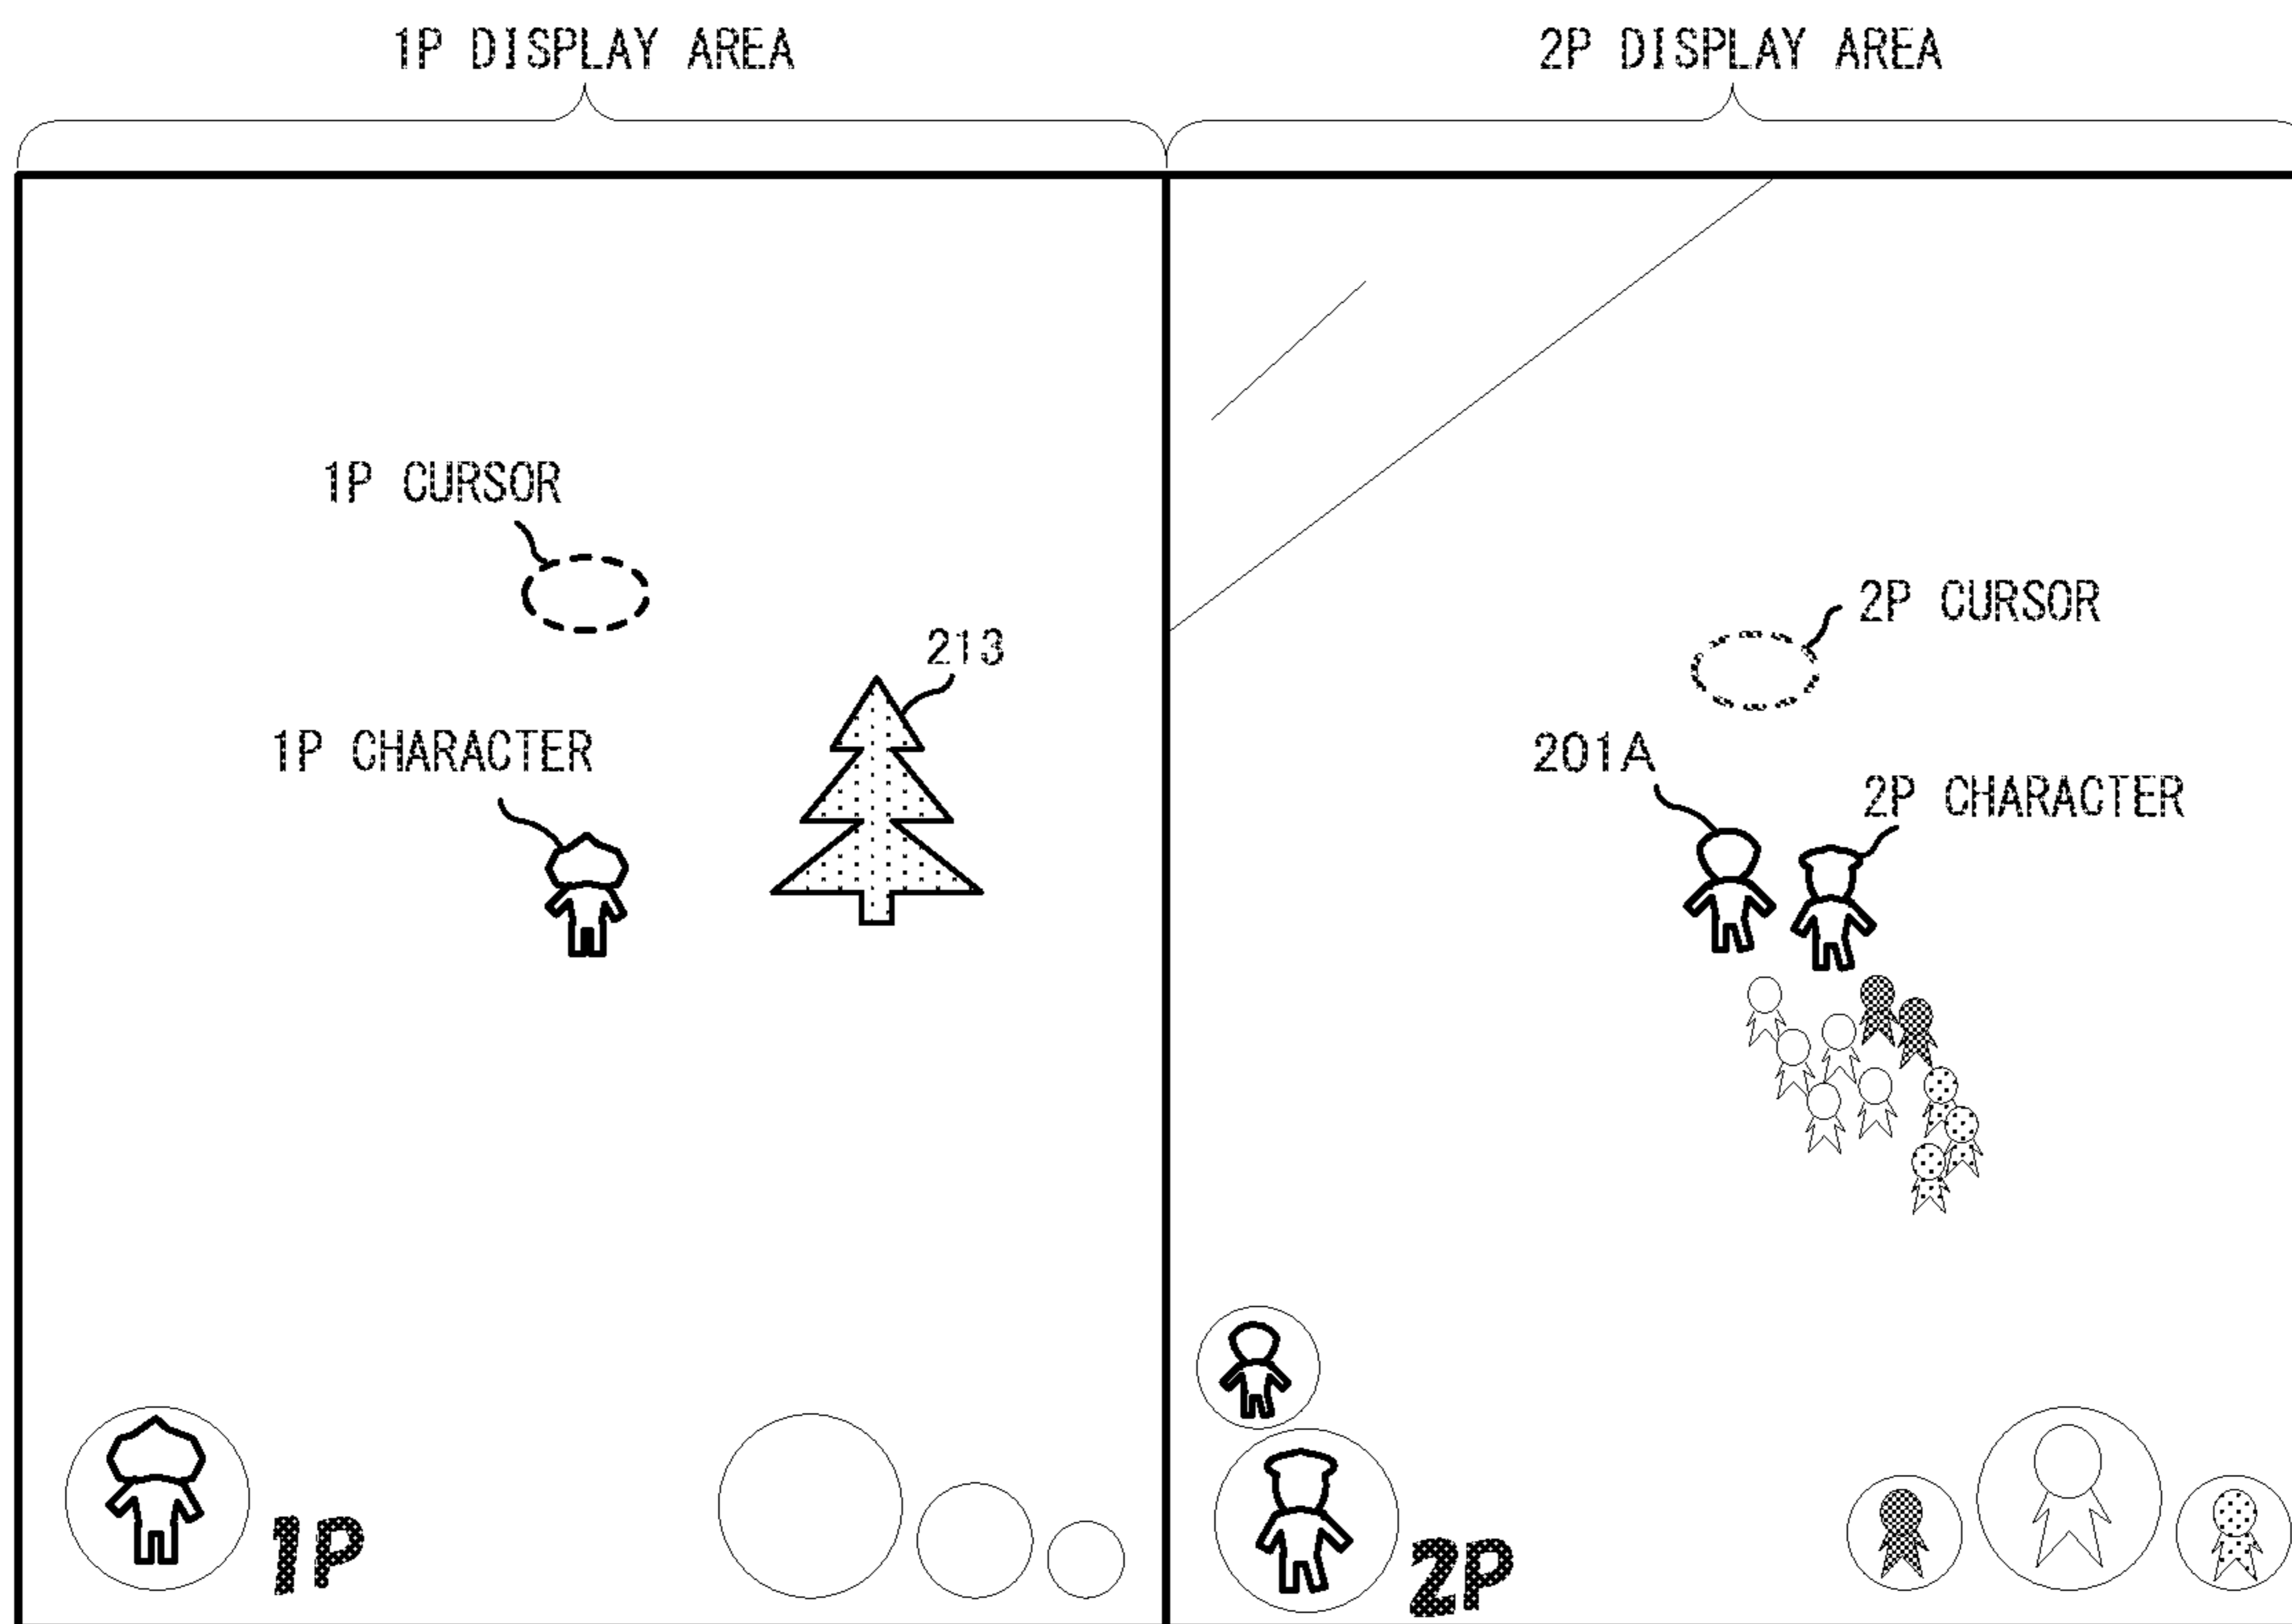 1P DISPLAY AREA
2P DISPLAY AREA
1P CURSOR
2P CURSOR
213
1P CHARACTER
201A
2P CHARACTER
1P
2P